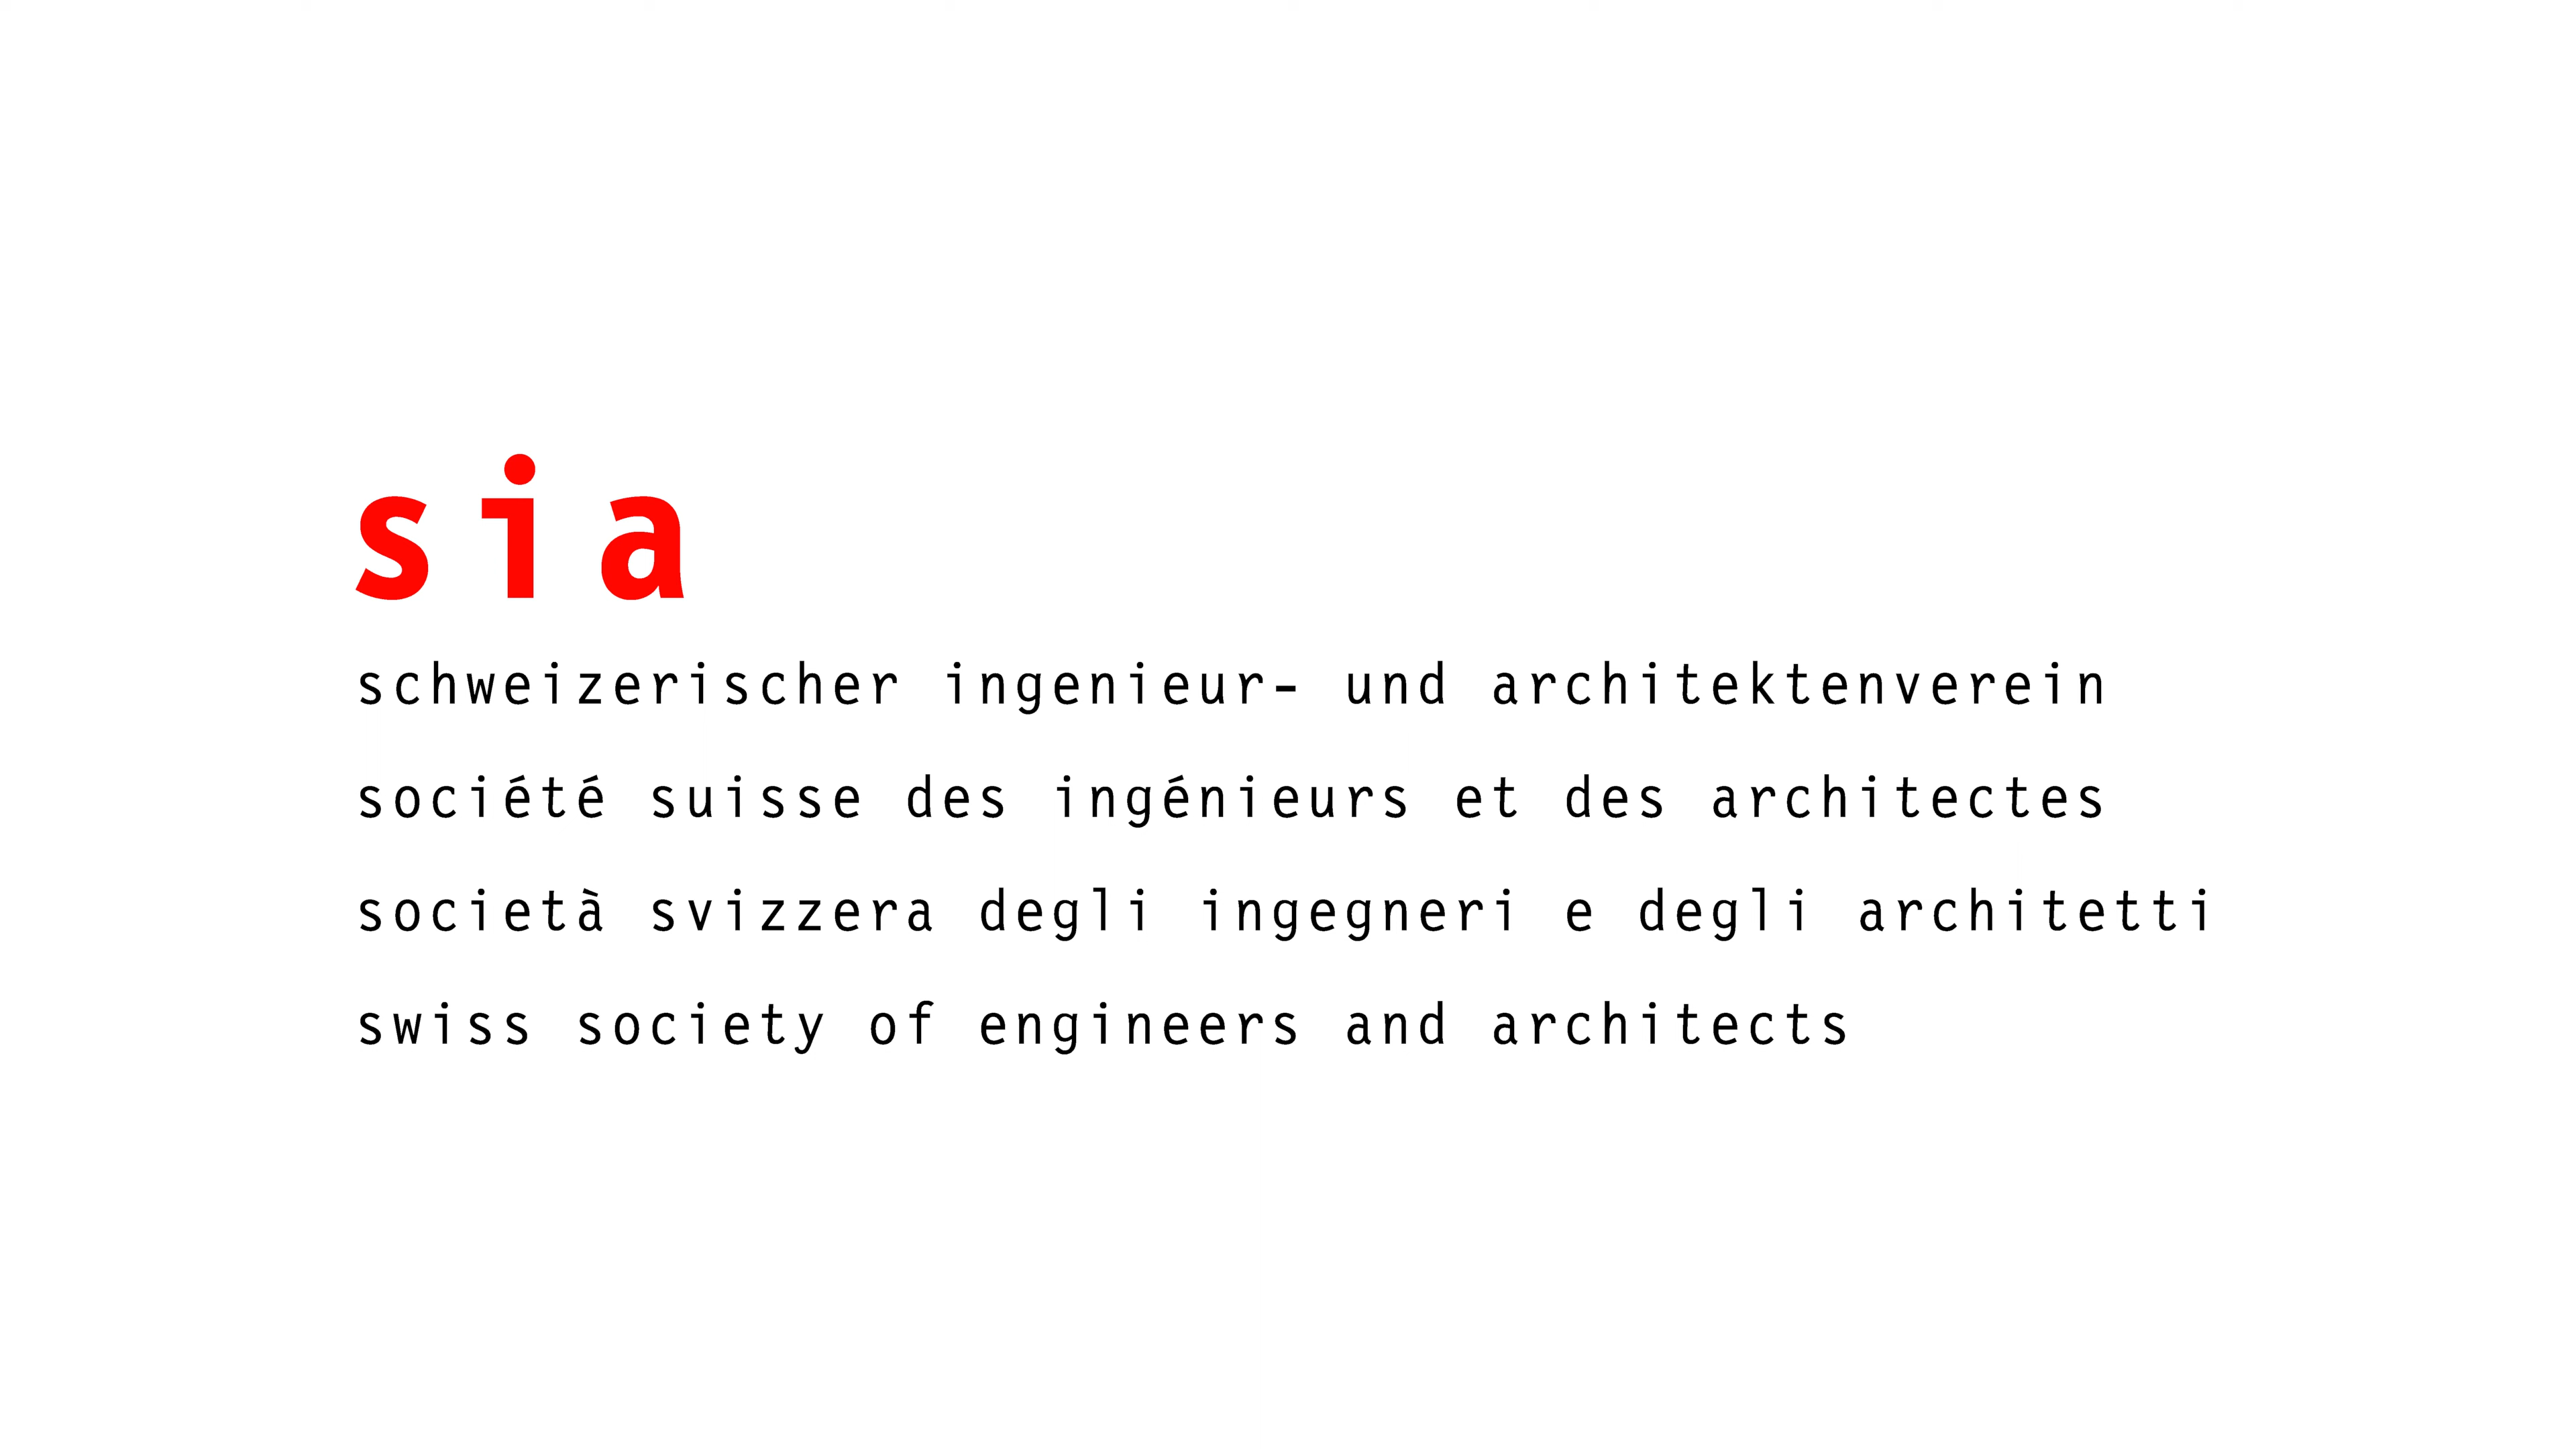 sia
schweizerischer ingenieur- und architektenverein
société suisse des ingénieurs et des architectes
società svizzera degli ingegneri e degli architetti
swiss society of engineers and architects